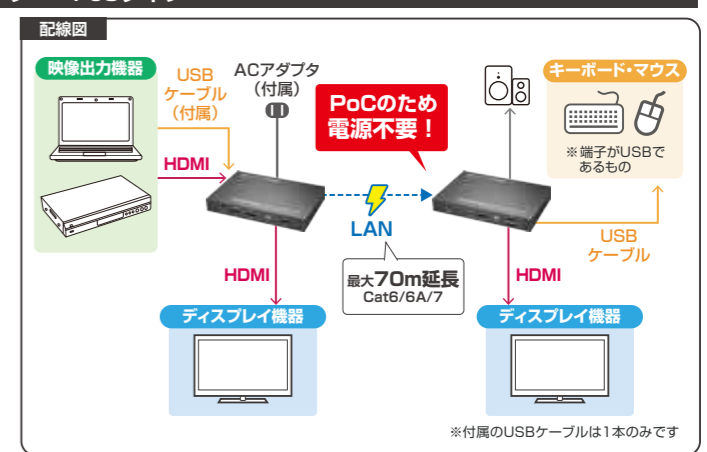 配線図
映像出力機器
USB
ケーブル
（付属）
ACアダプタ
（付属）
PoCのため
電源不要！
キーボード・マウス
※端子がUSBで
あるもの
HDMI
LAN
USB
ケーブル
最大70m延長
Cat6/6A/7
HDMI
HDMI
ディスプレイ機器
ディスプレイ機器
※付属のUSBケーブルは1本のみです